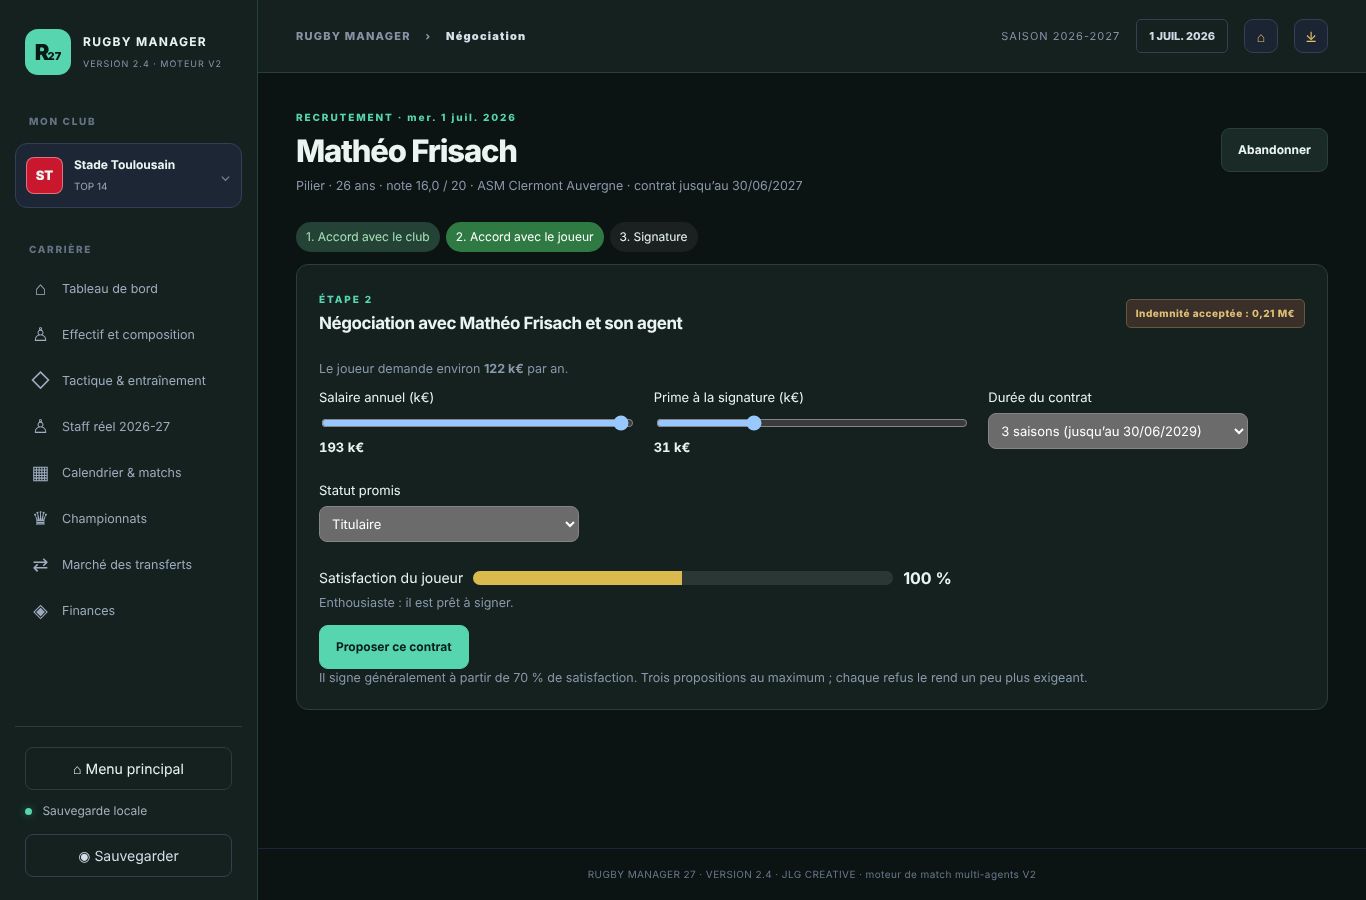 R27
RUGBY MANAGER
VERSION 2.4 · MOTEUR V2
MON CLUB
ST
Stade Toulousain
TOP 14
CARRIÈRE
Tableau de bord
Effectif et composition
Tactique & entraînement
Staff réel 2026-27
Calendrier & matchs
Championnats
Marché des transferts
Finances
Menu principal
Sauvegarde locale
Sauvegarder
RUGBY MANAGER › Négociation
SAISON 2026-2027
1 JUIL. 2026
RECRUTEMENT · mer. 1 juil. 2026
Mathéo Frisach
Pilier · 26 ans · note 16,0 / 20 · ASM Clermont Auvergne · contrat jusqu'au 30/06/2027
Abandonner
1. Accord avec le club
2. Accord avec le joueur
3. Signature
ÉTAPE 2
Négociation avec Mathéo Frisach et son agent
Indemnité acceptée : 0,21 M€
Le joueur demande environ 122 k€ par an.
Salaire annuel (k€)
193 k€
Prime à la signature (k€)
31 k€
Durée du contrat
3 saisons (jusqu'au 30/06/2029)
Statut promis
Titulaire
Satisfaction du joueur
100 %
Enthousiaste : il est prêt à signer.
Proposer ce contrat
Il signe généralement à partir de 70 % de satisfaction. Trois propositions au maximum ; chaque refus le rend un peu plus exigeant.
RUGBY MANAGER 27 · VERSION 2.4 · JLG CREATIVE · moteur de match multi-agents V2